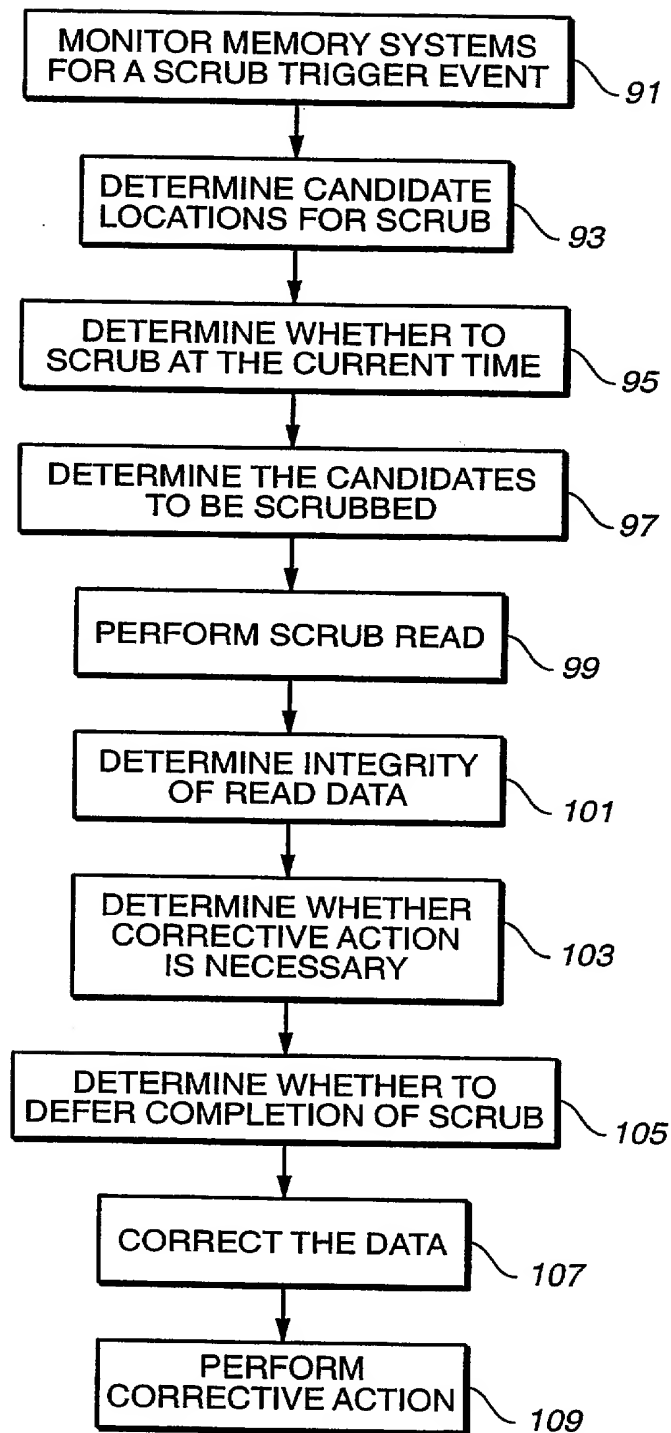 MONITOR MEMORY SYSTEMS
FOR A SCRUB TRIGGER EVENT
91
DETERMINE CANDIDATE
LOCATIONS FOR SCRUB
93
DETERMINE WHETHER TO
SCRUB AT THE CURRENT TIME
95
DETERMINE THE CANDIDATES
TO BE SCRUBBED
97
PERFORM SCRUB READ
99
DETERMINE INTEGRITY
OF READ DATA
101
DETERMINE WHETHER
CORRECTIVE ACTION
IS NECESSARY
103
DETERMINE WHETHER TO
DEFER COMPLETION OF SCRUB
105
CORRECT THE DATA
107
PERFORM
CORRECTIVE ACTION
109